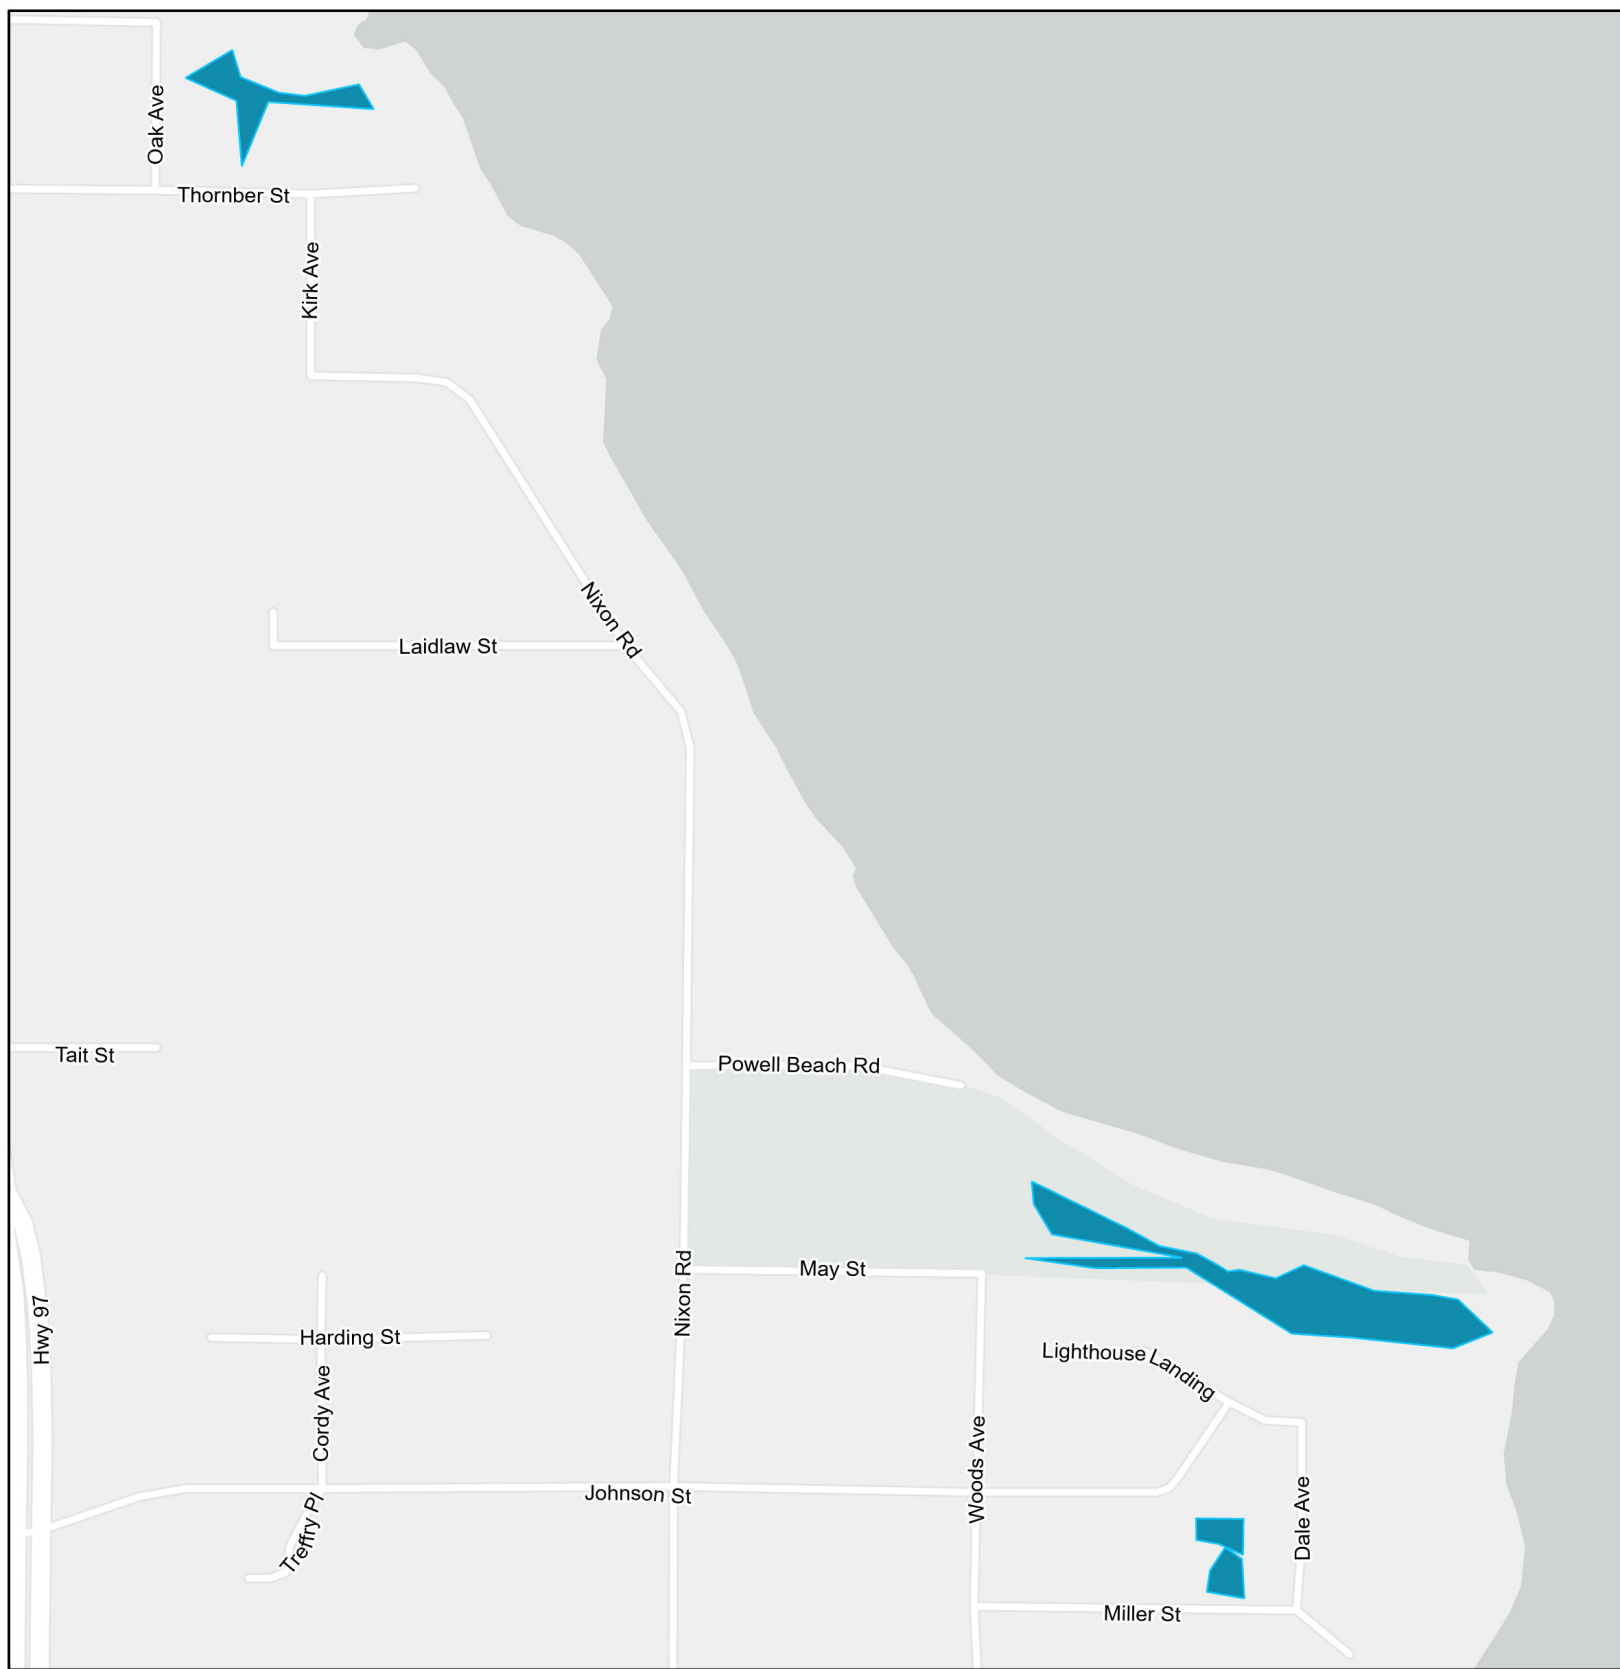 Oak Ave
Thornber St
Kirk Ave
Nixon Rd
Laidlaw St
Tait St
Powell Beach Rd
May St
Nixon Rd
Hwy 97
Harding St
Lighthouse Landing
Cordy Ave
Woods Ave
Johnson St
Dale Ave
Treffry Pl
Miller St